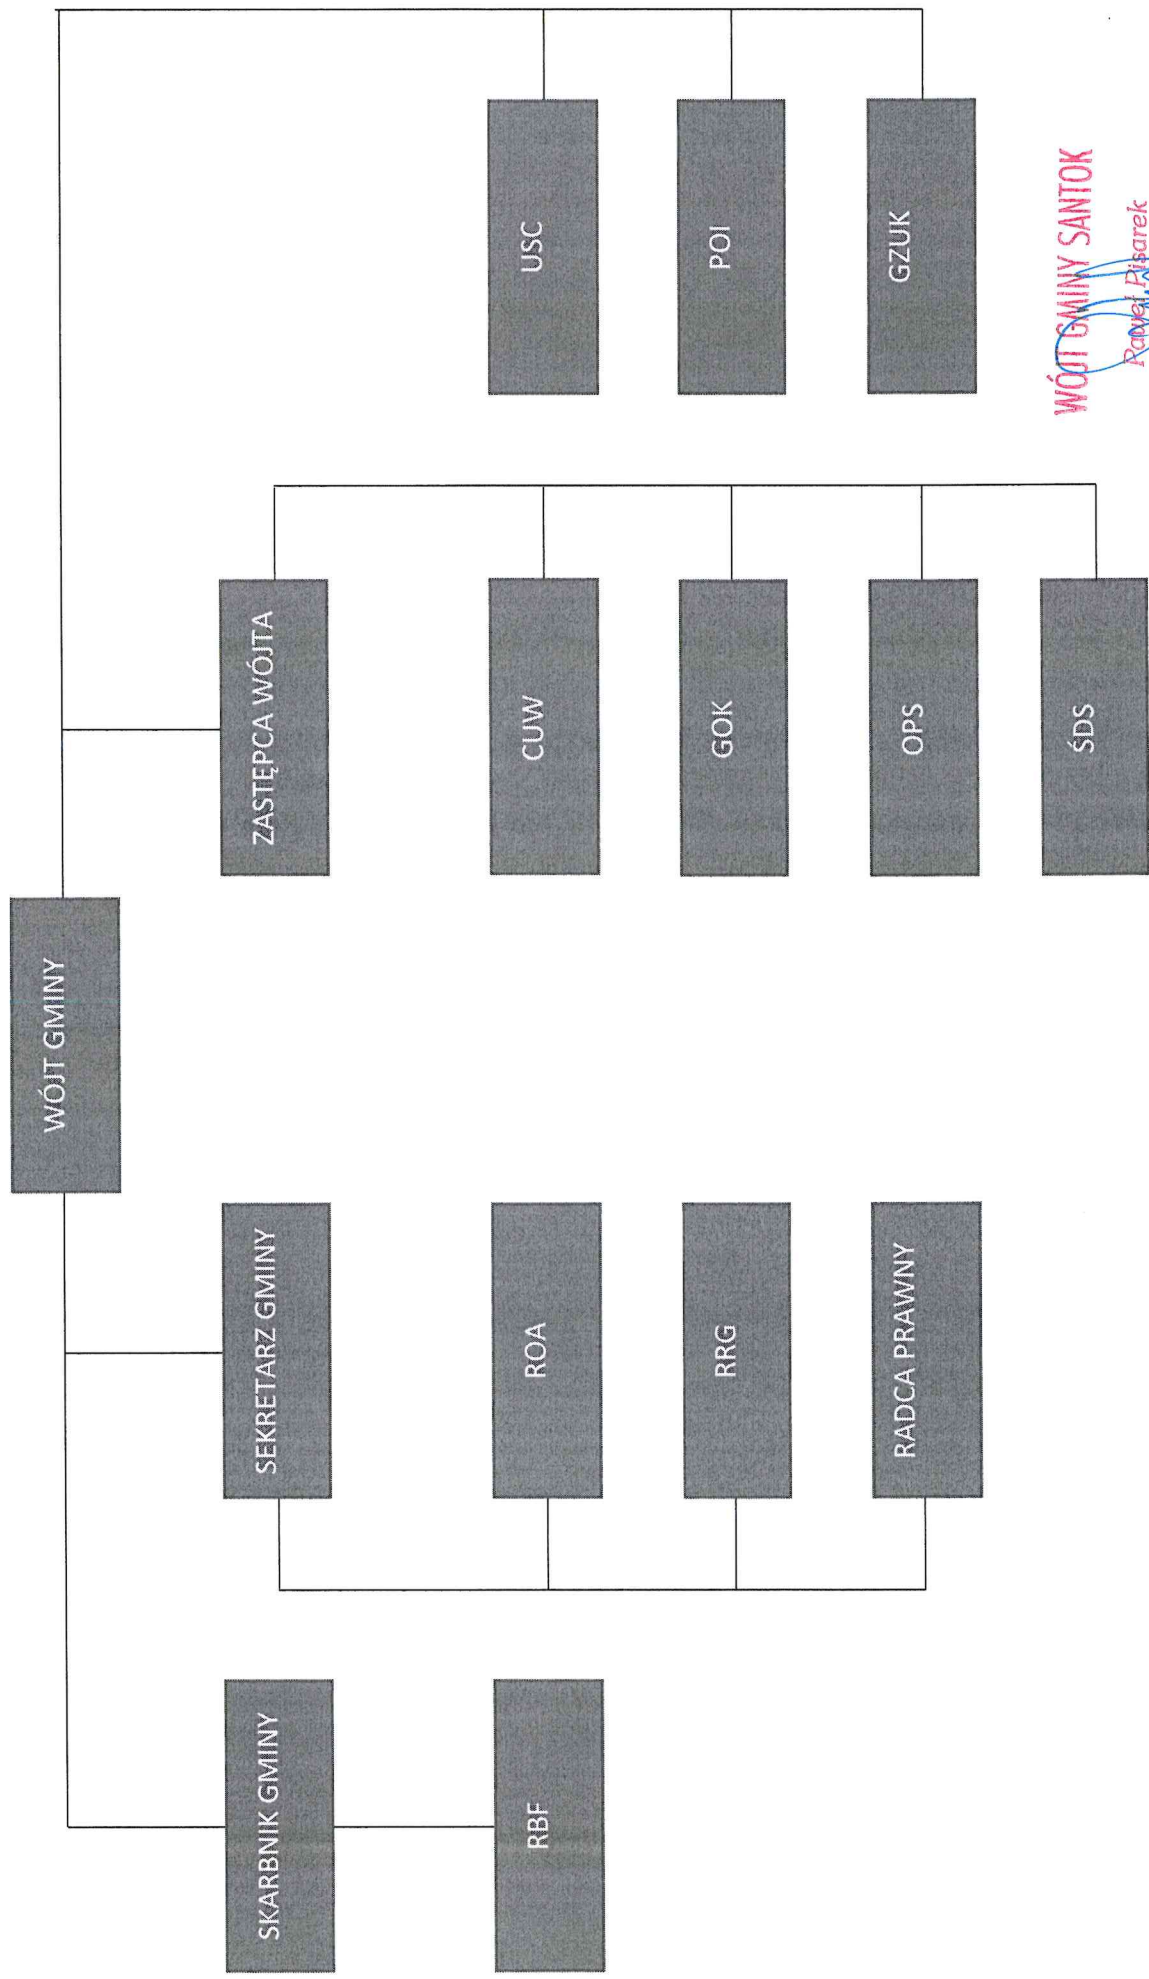 WÓJT GMINY
SKARBNIK GMINY
SEKRETARZ GMINY
ZASTĘPCA WÓJTA
RBF
ROA
CUW
USC
RRG
GOK
POI
RADCA PRAWNY
OPS
GZUK
ŚDS
WÓJT GMINY SANTOK
Paweł Pisarek